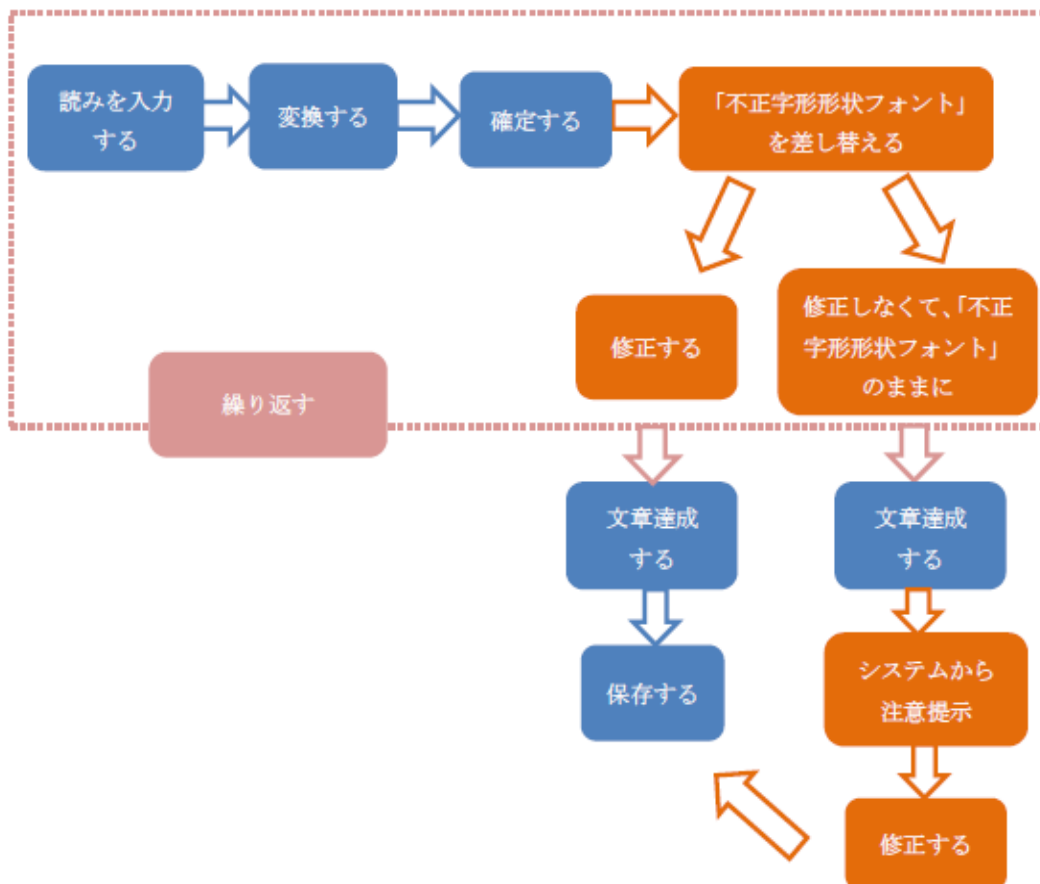 読みを入力
する
変換する
確定する
「不正字形形状フォント」
を差し替える
修正する
修正しなくて、「不正
字形形状フォント」
のままに
繰り返す
文章達成
する
文章達成
する
保存する
システムから
注意提示
修正する